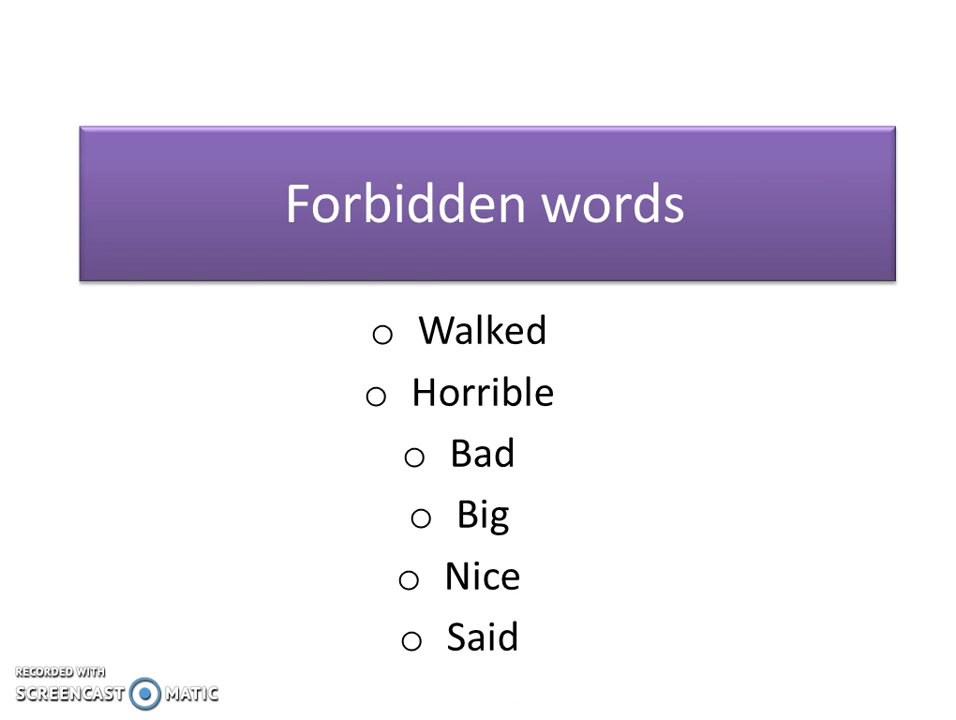 Forbidden words
o Walked
o Horrible
o Bad
o Big
o Nice
o Said
RECORDED WITH
SCREENCAST MATIC